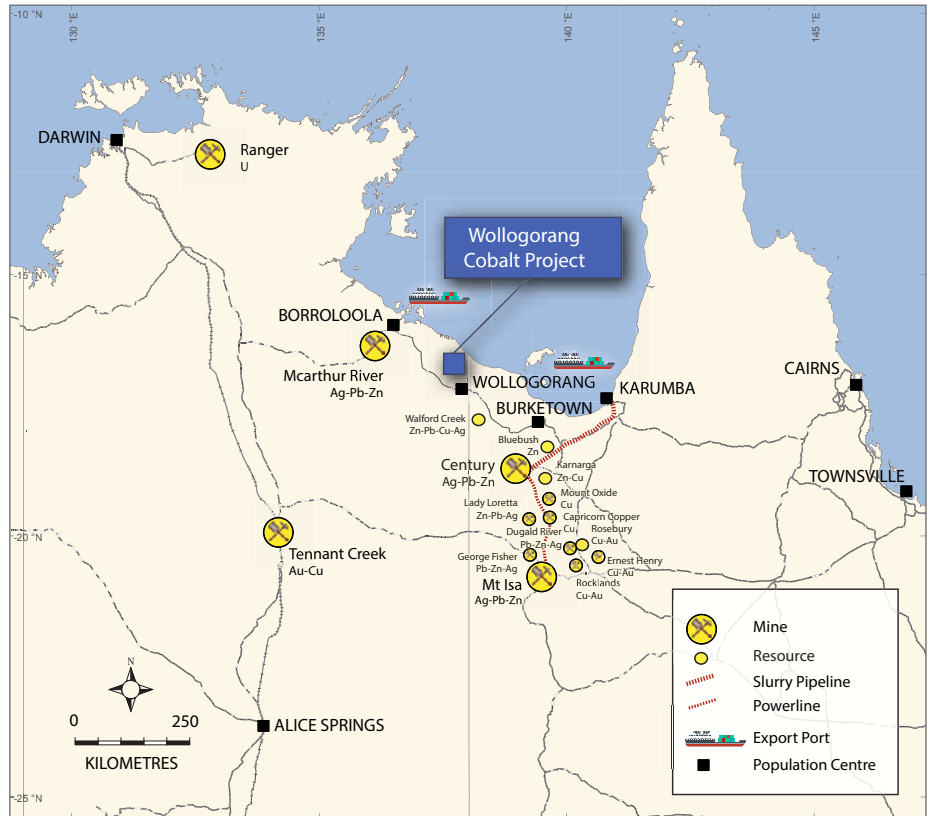 -10 °N
130 °E
135 °E
140 °E
145 °E
DARWIN
Ranger
U
Wollogorang
Cobalt Project
-15 °N
BORROLOOLA
Mcarthur River
Ag-Pb-Zn
WOLLOGORANG
KARUMBA
CAIRNS
BURKETOWN
Walford Creek
Zn-Pb-Cu-Ag
Bluebush
Zn
Century
Ag-Pb-Zn
Karnarga
Zn-Cu
TOWNSVILLE
Mount Oxide
Cu
Lady Loretta
Zn-Pb-Ag
Capricorn Copper
Cu
Rosebury
Cu-Au
Dugald River
Pb-Zn-Ag
-20 °N
Tennant Creek
Au-Cu
George Fisher
Pb-Zn-Ag
Ernest Henry
Cu-Au
Mt Isa
Ag-Pb-Zn
Rocklands
Cu-Au
Mine
Resource
Slurry Pipeline
Powerline
Export Port
Population Centre
N
0 250
KILOMETRES
ALICE SPRINGS
-25 °N